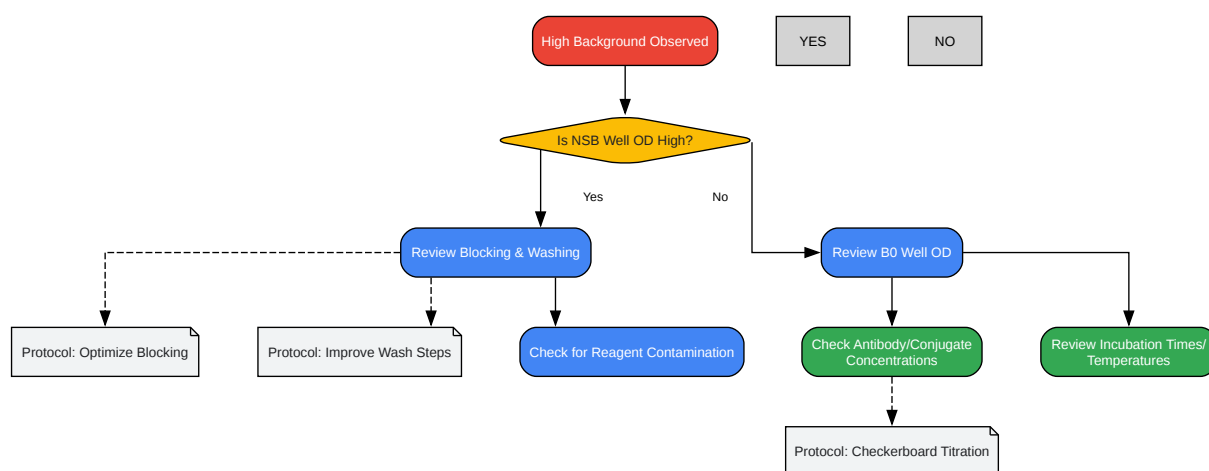 High Background Observed
YES
NO
Is NSB Well OD High?
Yes
No
Review Blocking & Washing
Review B0 Well OD
Protocol: Optimize Blocking
Protocol: Improve Wash Steps
Check for Reagent Contamination
Check Antibody/Conjugate
Concentrations
Review Incubation Times/
Temperatures
Protocol: Checkerboard Titration